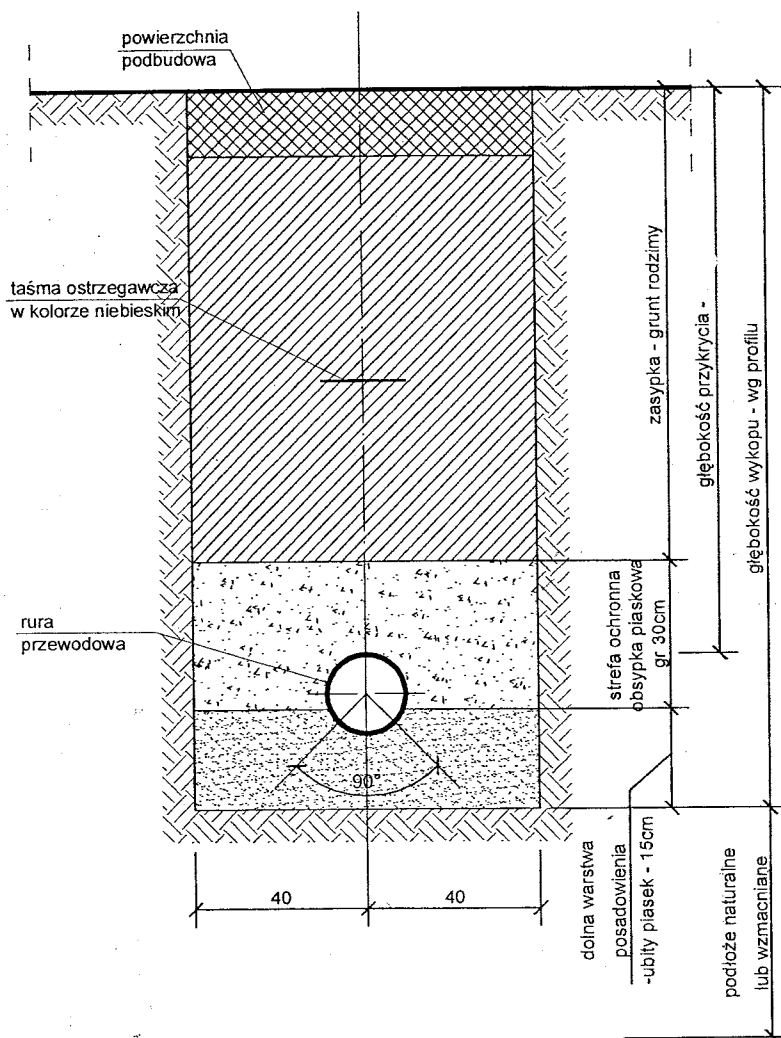 powierzchnia
podbudowa
taśma ostrzegawcza
w kolorze niebieskim
rura
przewodowa
90°
40
40
zasypka - grunt rodzimy
głębokość przykrycia -
głębokość wykopu - wg profilu
strefa ochronna
obsypka piaskowa
gr 30cm
dolna warstwa
posadowienia
-ubity piasek - 15cm
podłoże naturalne
lub wzmacniane